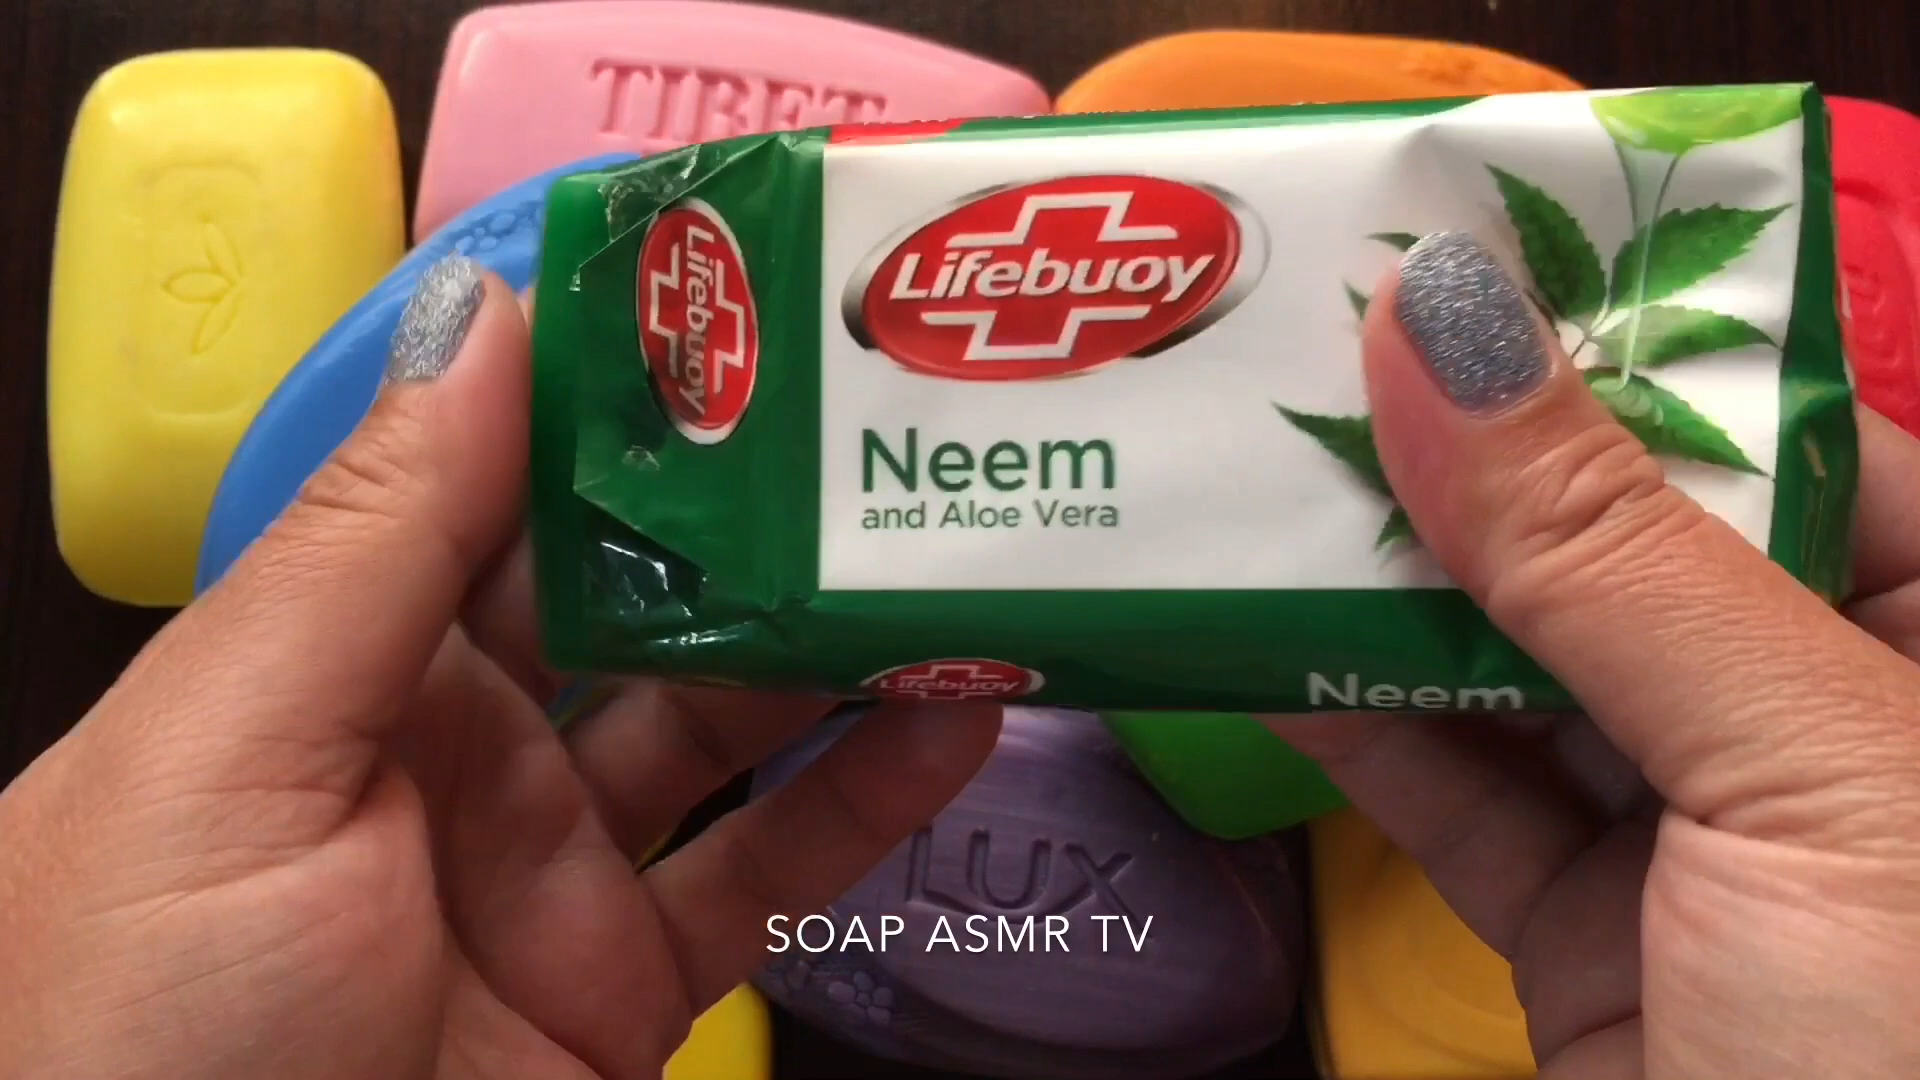 TIBET
Lifebuoy
Lifebuoy
Neem
and Aloe Vera
Lifebuoy
Neem
LUX
SOAP ASMR TV